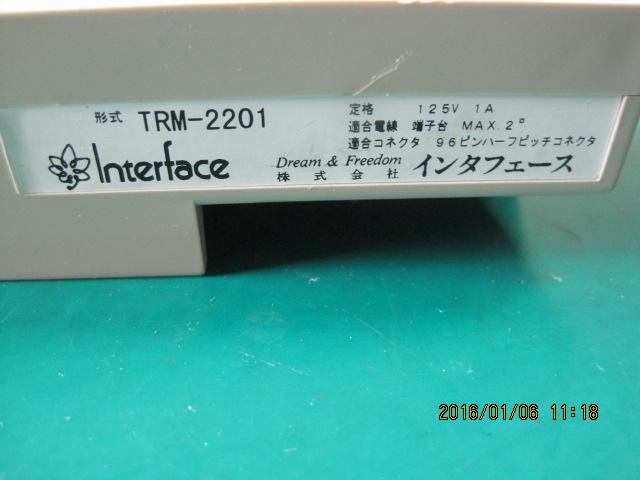 形式 TRM-2201
定格 125V 1A
適合電線 端子台 MAX.2□
適合コネクタ 96ピンハーフピッチコネクタ
Interface
Dream & Freedom
株式会社 インタフェース
2016/01/06 11:18